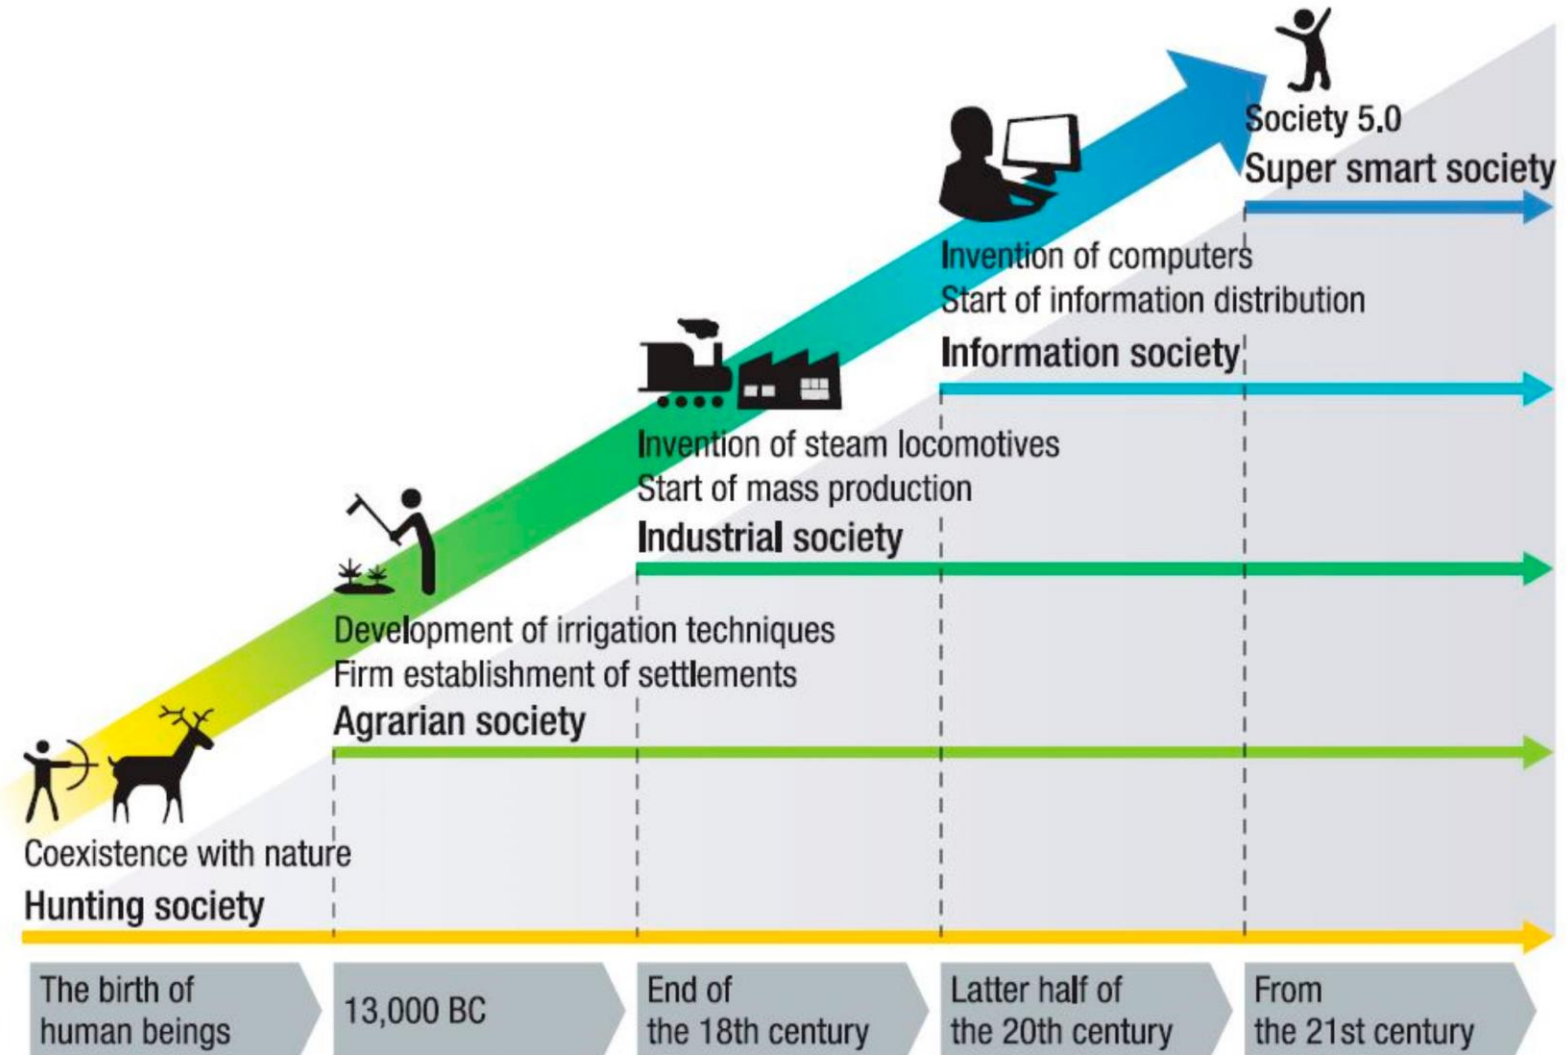 Society 5.0
Super smart society
Invention of computers
Start of information distribution
Information society
Invention of steam locomotives
Start of mass production
Industrial society
Development of irrigation techniques
Firm establishment of settlements
Agrarian society
Coexistence with nature
Hunting society
The birth of
human beings
13,000 BC
End of
the 18th century
Latter half of
the 20th century
From
the 21st century